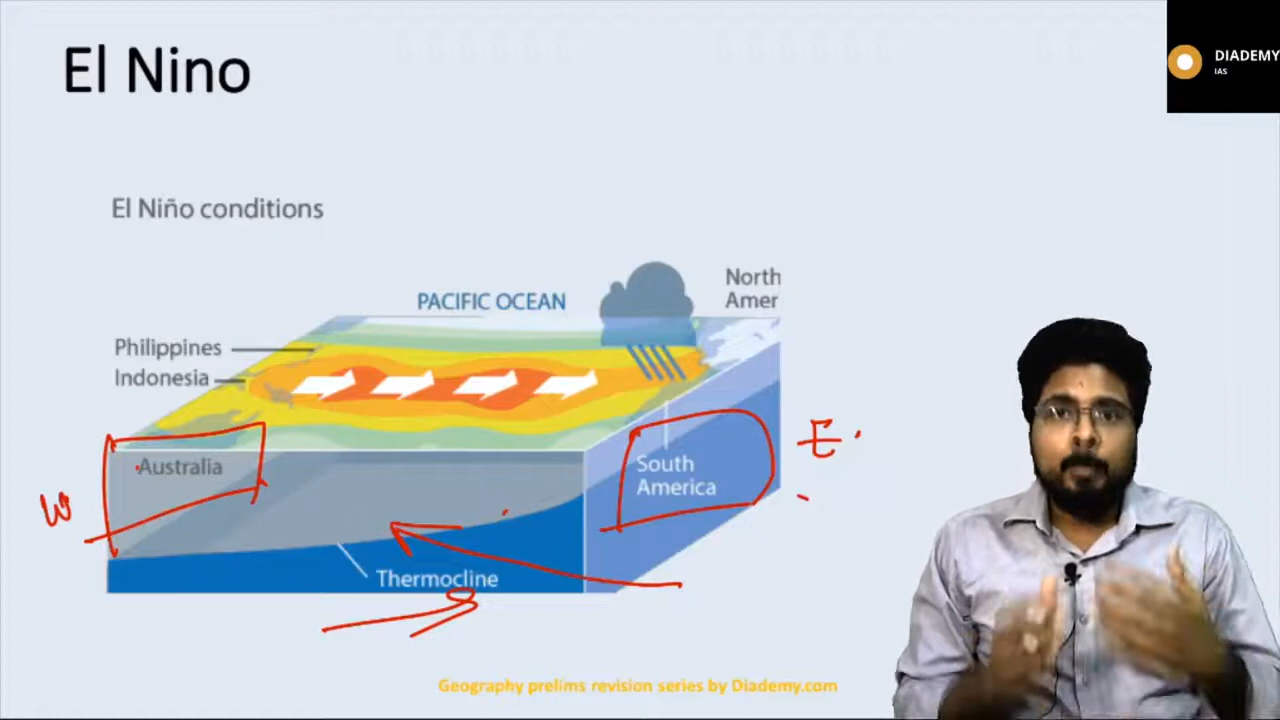 El Nino
DIADEMY
IAS
El Niño conditions
North
Amer
PACIFIC OCEAN
Philippines
Indonesia
Australia
South
America
E
W
Thermocline
Geography prelims revision series by Diademy.com